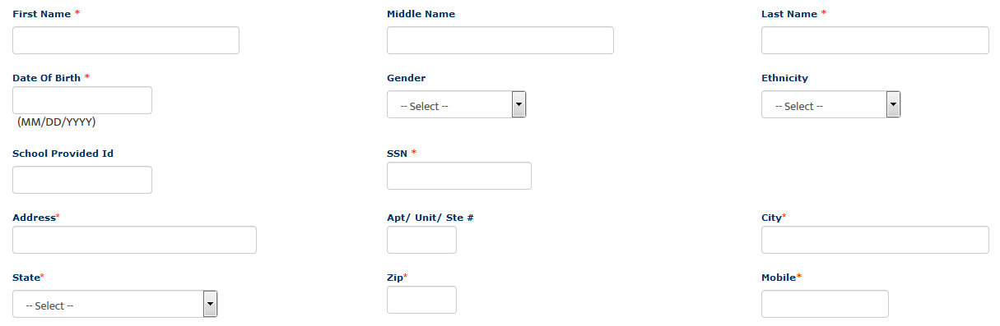 First Name * Middle Name Last Name *
Date Of Birth * Gender Ethnicity
-- Select -- -- Select --
(MM/DD/YYYY)
School Provided Id SSN *
Address* Apt/ Unit/ Ste # City*
State* Zip* Mobile*
-- Select --